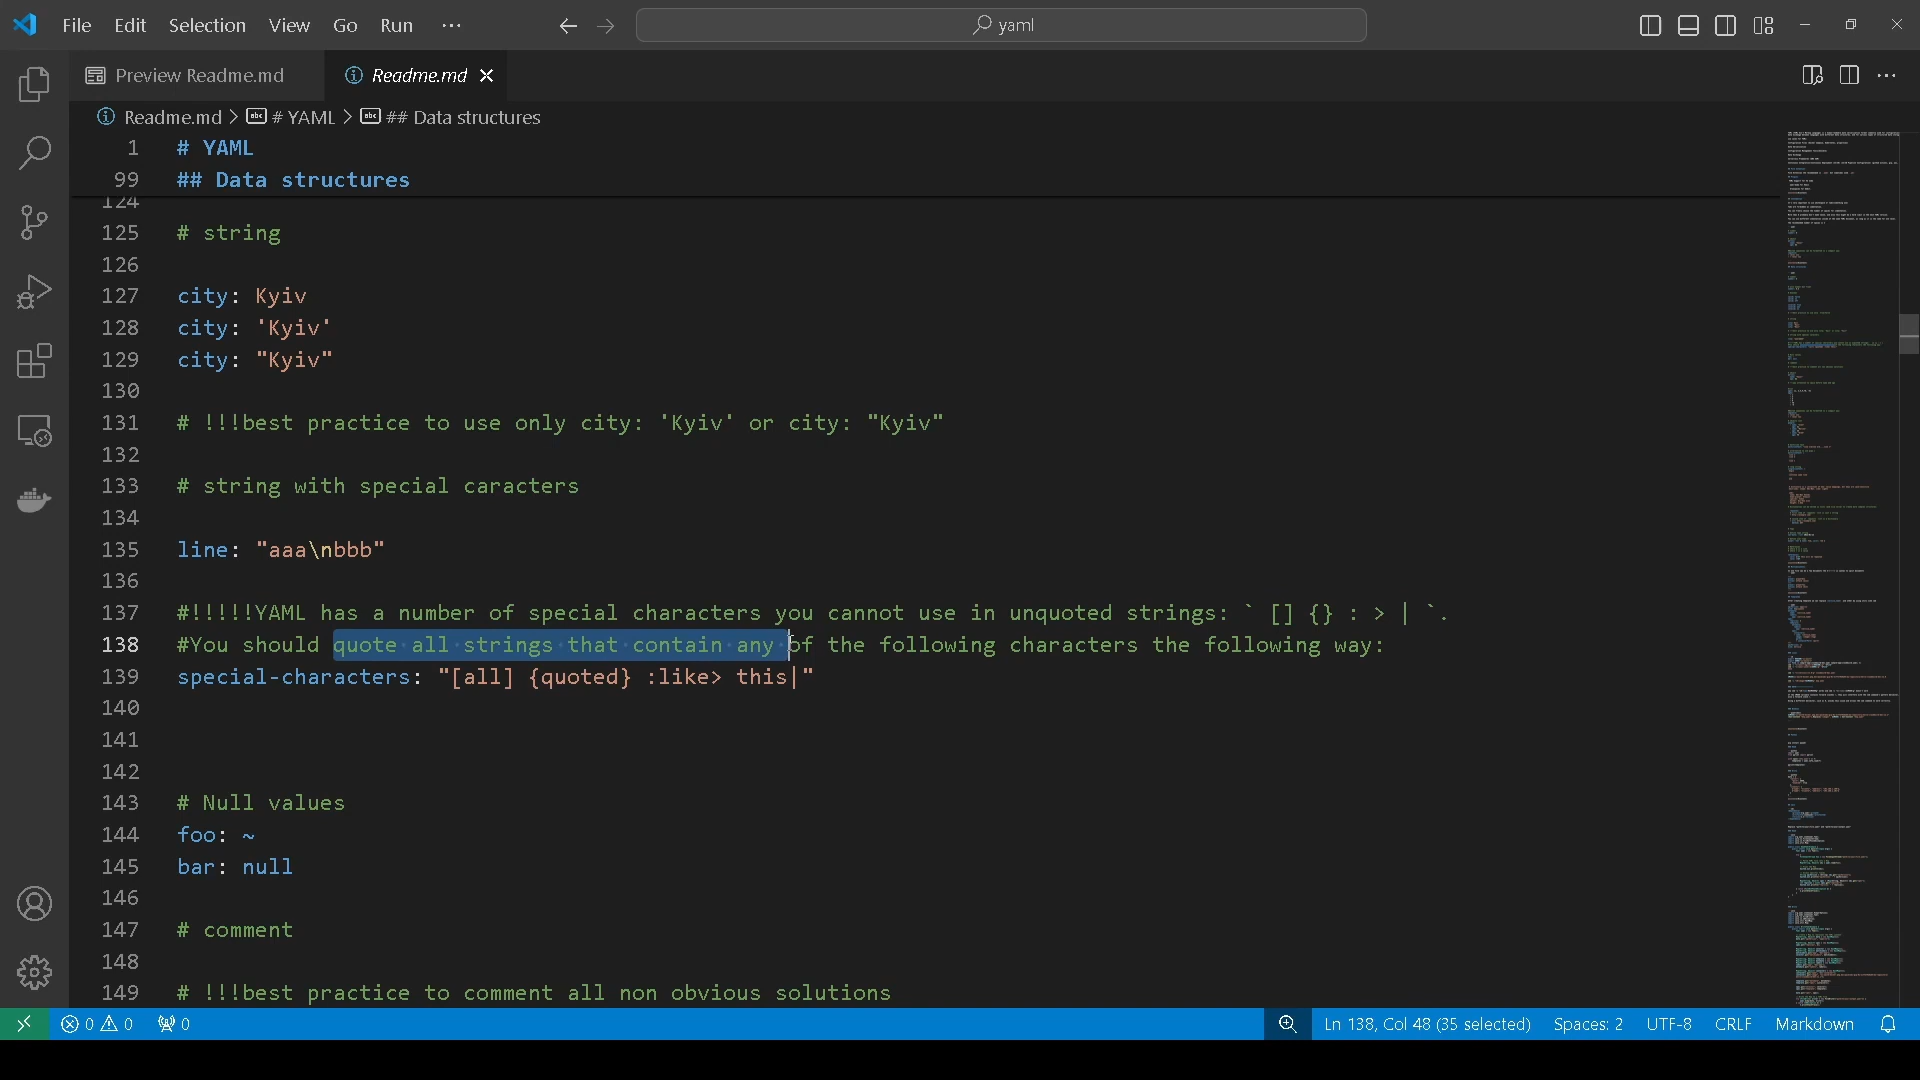 File Edit Selection View Go Run ··· yaml
Preview Readme.md Readme.md
Readme.md > # YAML > ## Data structures
1 # YAML
99 ## Data structures
124
125 # string
126
127 city: Kyiv
128 city: 'Kyiv'
129 city: "Kyiv"
130
131 # !!!best practice to use only city: 'Kyiv' or city: "Kyiv"
132
133 # string with special caracters
134
135 line: "aaa\nbbb"
136
137 #!!!!!YAML has a number of special characters you cannot use in unquoted strings: ` [] {} : > | `.
138 #You should quote all strings that contain any of the following characters the following way:
139 special-characters: "[all] {quoted} :like> this|"
140
141
142
143 # Null values
144 foo: ~
145 bar: null
146
147 # comment
148
149 # !!!best practice to comment all non obvious solutions
0 0 0 Ln 138, Col 48 (35 selected) Spaces: 2 UTF-8 CRLF Markdown